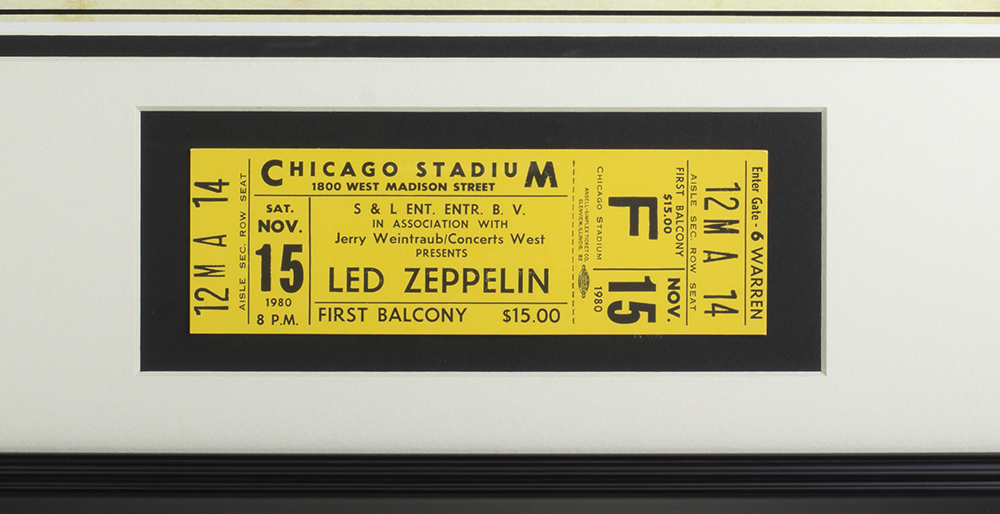 12 M A 14
AISLE SEC. ROW SEAT
CHICAGO STADIUM
1800 WEST MADISON STREET
SAT.
NOV.
15
1980
8 P.M.
S & L ENT. ENTR. B. V.
IN ASSOCIATION WITH
Jerry Weintraub/Concerts West
PRESENTS
LED ZEPPELIN
FIRST BALCONY $15.00
CHICAGO STADIUM 1980
F
15
NOV.
$15.00
FIRST BALCONY
AISLE SEC. ROW SEAT
12 M A 14
Enter Gate - 6 WARREN